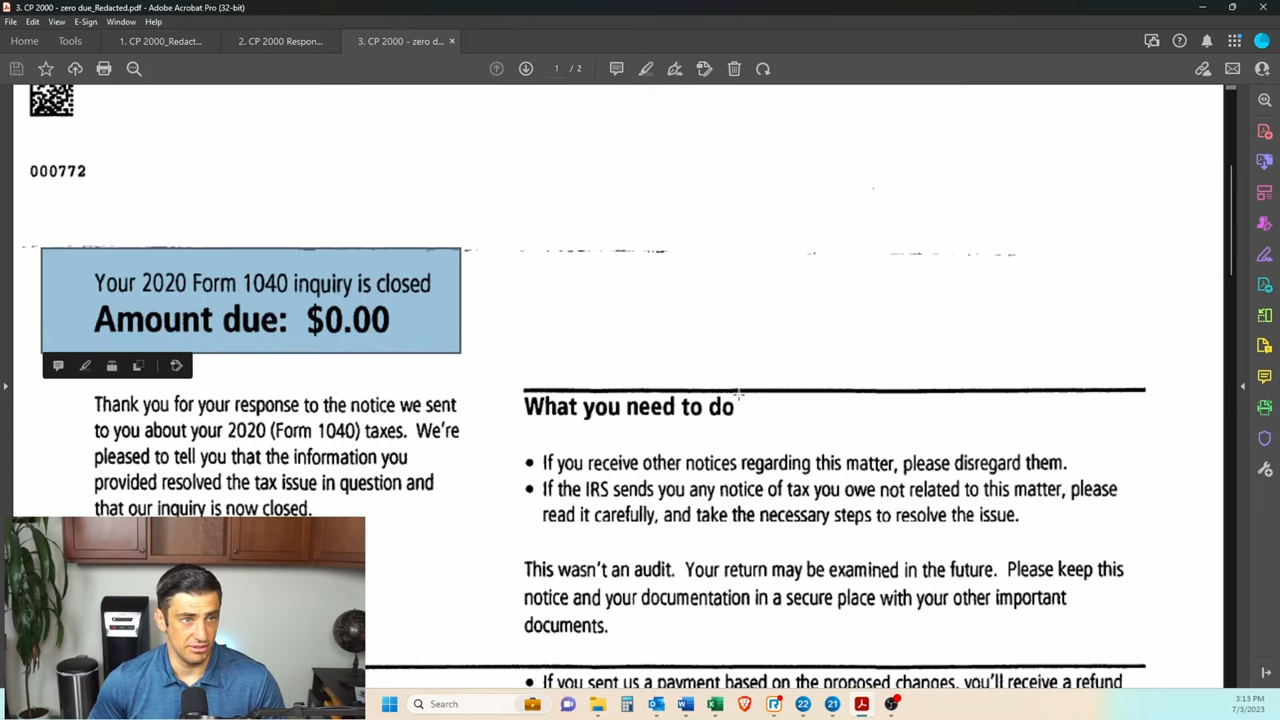 3. CP 2000 - zero due_Redacted.pdf - Adobe Acrobat Pro (32-bit)
File Edit View E-Sign Window Help
Home Tools 1. CP 2000_Redact... 2. CP 2000 Respon... 3. CP 2000 - zero d... ×
1 / 2
000772
Your 2020 Form 1040 inquiry is closed
Amount due: $0.00
Thank you for your response to the notice we sent
to you about your 2020 (Form 1040) taxes. We're
pleased to tell you that the information you
provided resolved the tax issue in question and
that our inquiry is now closed.
What you need to do
• If you receive other notices regarding this matter, please disregard them.
• If the IRS sends you any notice of tax you owe not related to this matter, please
read it carefully, and take the necessary steps to resolve the issue.
This wasn't an audit. Your return may be examined in the future. Please keep this
notice and your documentation in a secure place with your other important
documents.
• If you sent us a payment based on the proposed changes, you'll receive a refund
Search
22
21
3:13 PM
7/3/2023